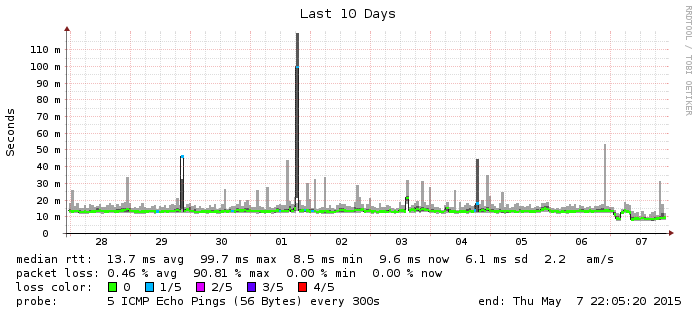 Last 10 Days
RRDTOOL / TOBI OETIKER
Seconds
110 m
100 m
90 m
80 m
70 m
60 m
50 m
40 m
30 m
20 m
10 m
0
28 29 30 01 02 03 04 05 06 07
median rtt: 13.7 ms avg 99.7 ms max 8.5 ms min 9.6 ms now 6.1 ms sd 2.2 am/s
packet loss: 0.46 % avg 90.81 % max 0.00 % min 0.00 % now
loss color: 0 1/5 2/5 3/5 4/5
probe: 5 ICMP Echo Pings (56 Bytes) every 300s end: Thu May 7 22:05:20 2015